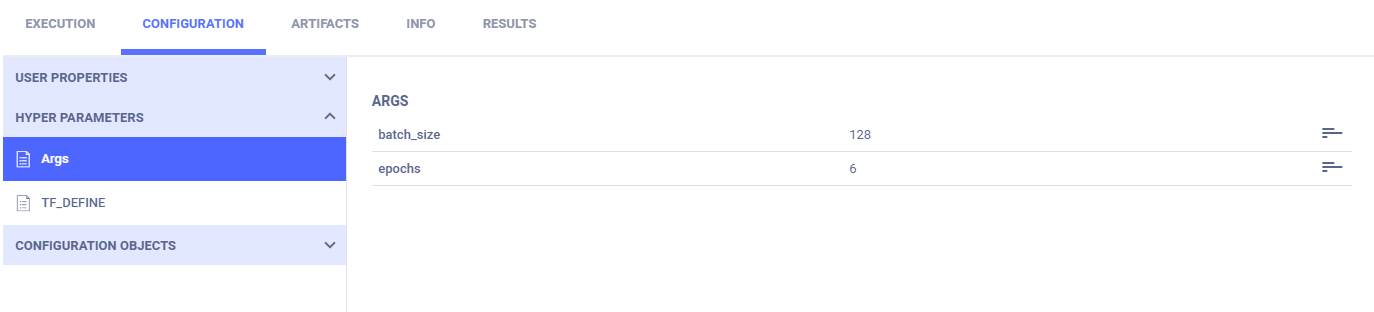 EXECUTION CONFIGURATION ARTIFACTS INFO RESULTS
USER PROPERTIES
HYPER PARAMETERS
Args
TF_DEFINE
CONFIGURATION OBJECTS
ARGS
batch_size 128
epochs 6